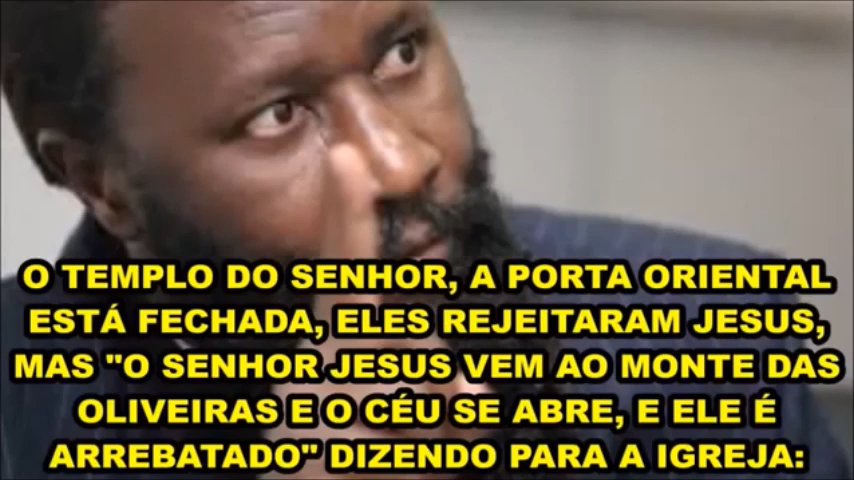 O TEMPLO DO SENHOR, A PORTA ORIENTAL
ESTÁ FECHADA, ELES REJEITARAM JESUS,
MAS "O SENHOR JESUS VEM AO MONTE DAS
OLIVEIRAS E O CÉU SE ABRE, E ELE É
ARREBATADO" DIZENDO PARA A IGREJA: